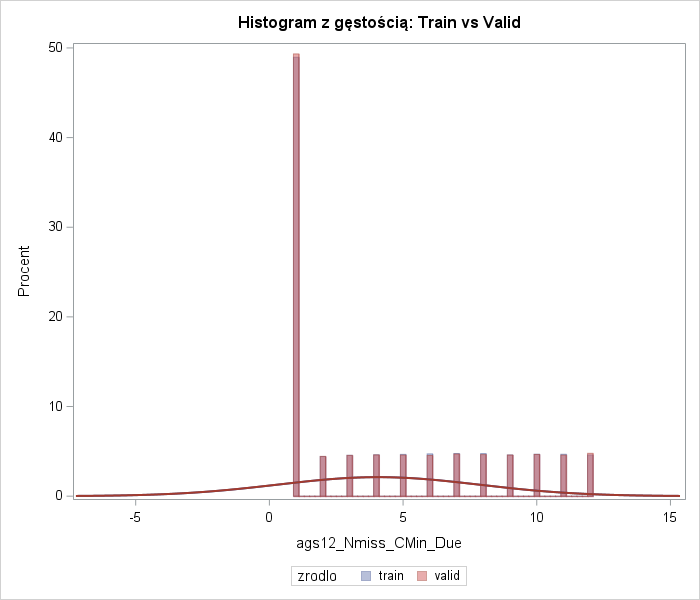 Histogram z gęstością: Train vs Valid
50
40
30
20
10
0
Procent
-5 0 5 10 15
ags12_Nmiss_CMin_Due
zrodlo train valid